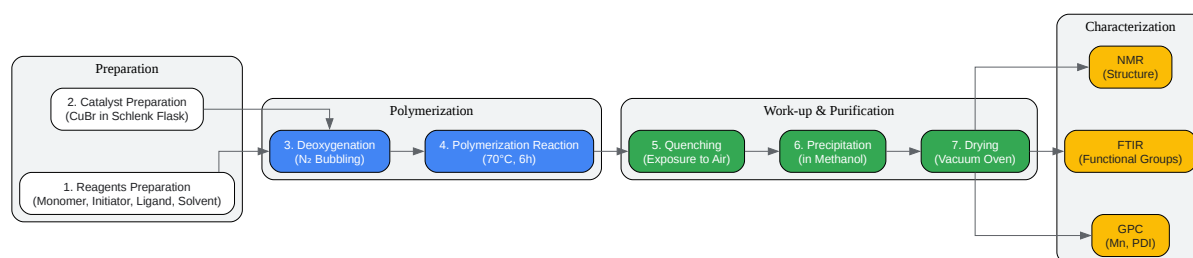 Preparation
2. Catalyst Preparation
(CuBr in Schlenk Flask)
1. Reagents Preparation
(Monomer, Initiator, Ligand, Solvent)
Polymerization
3. Deoxygenation
(N₂ Bubbling)
4. Polymerization Reaction
(70°C, 6h)
Work-up & Purification
5. Quenching
(Exposure to Air)
6. Precipitation
(in Methanol)
7. Drying
(Vacuum Oven)
Characterization
NMR
(Structure)
FTIR
(Functional Groups)
GPC
(Mn, PDI)